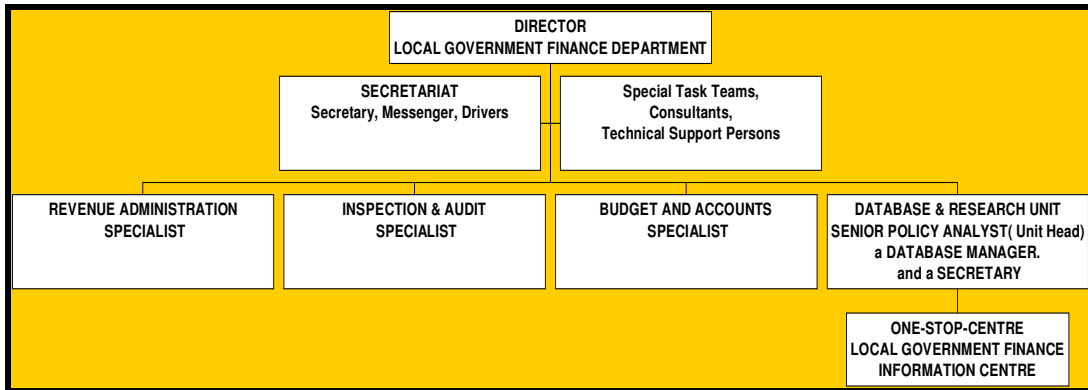 DIRECTOR
LOCAL GOVERNMENT FINANCE DEPARTMENT
SECRETARIAT
Secretary, Messenger, Drivers
Special Task Teams,
Consultants,
Technical Support Persons
REVENUE ADMINISTRATION
SPECIALIST
INSPECTION & AUDIT
SPECIALIST
BUDGET AND ACCOUNTS
SPECIALIST
DATABASE & RESEARCH UNIT
SENIOR POLICY ANALYST( Unit Head)
a DATABASE MANAGER.
and a SECRETARY
ONE-STOP-CENTRE
LOCAL GOVERNMENT FINANCE
INFORMATION CENTRE